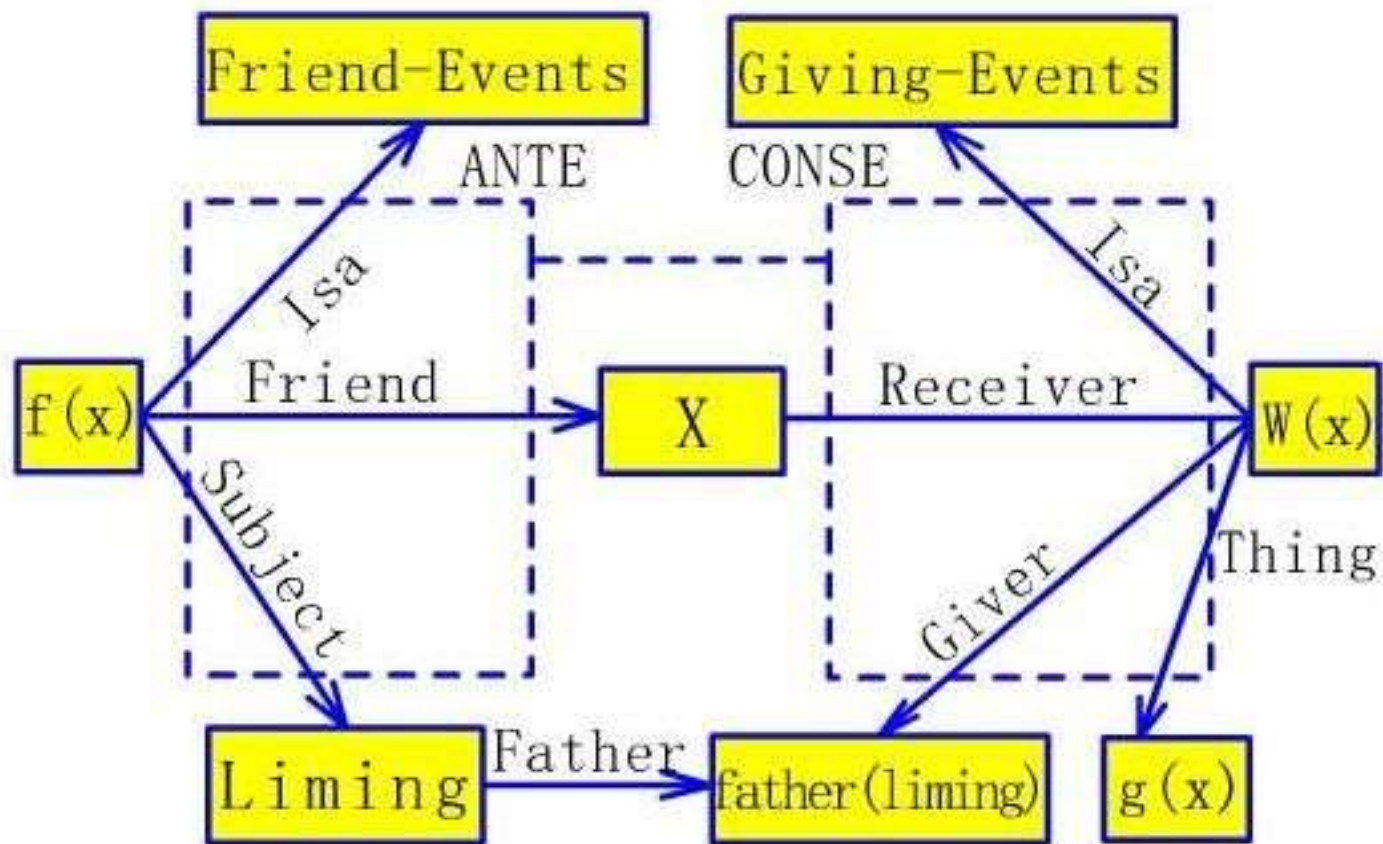 Friend-Events
Giving-Events
ANTE
CONSE
Isa
Isa
f(x)
Friend
X
Receiver
W(x)
Subject
Giver
Thing
Liming
Father
father(liming)
g(x)